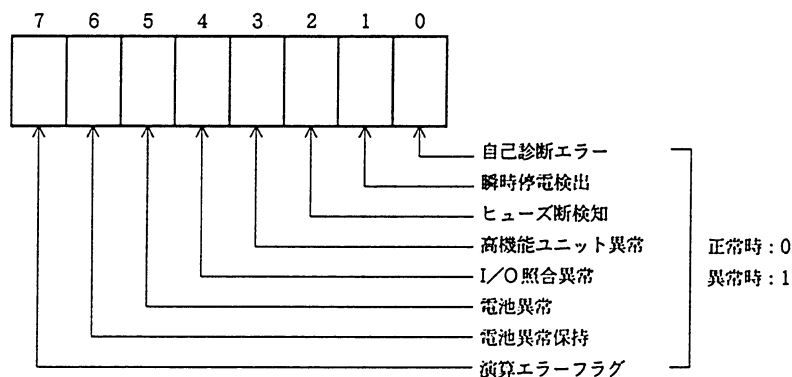 7 6 5 4 3 2 1 0
自己診断エラー
瞬時停電検出
ヒューズ断検知
高機能ユニット異常
正常時:0
I/O照合異常
異常時:1
電池異常
電池異常保持
演算エラーフラグ